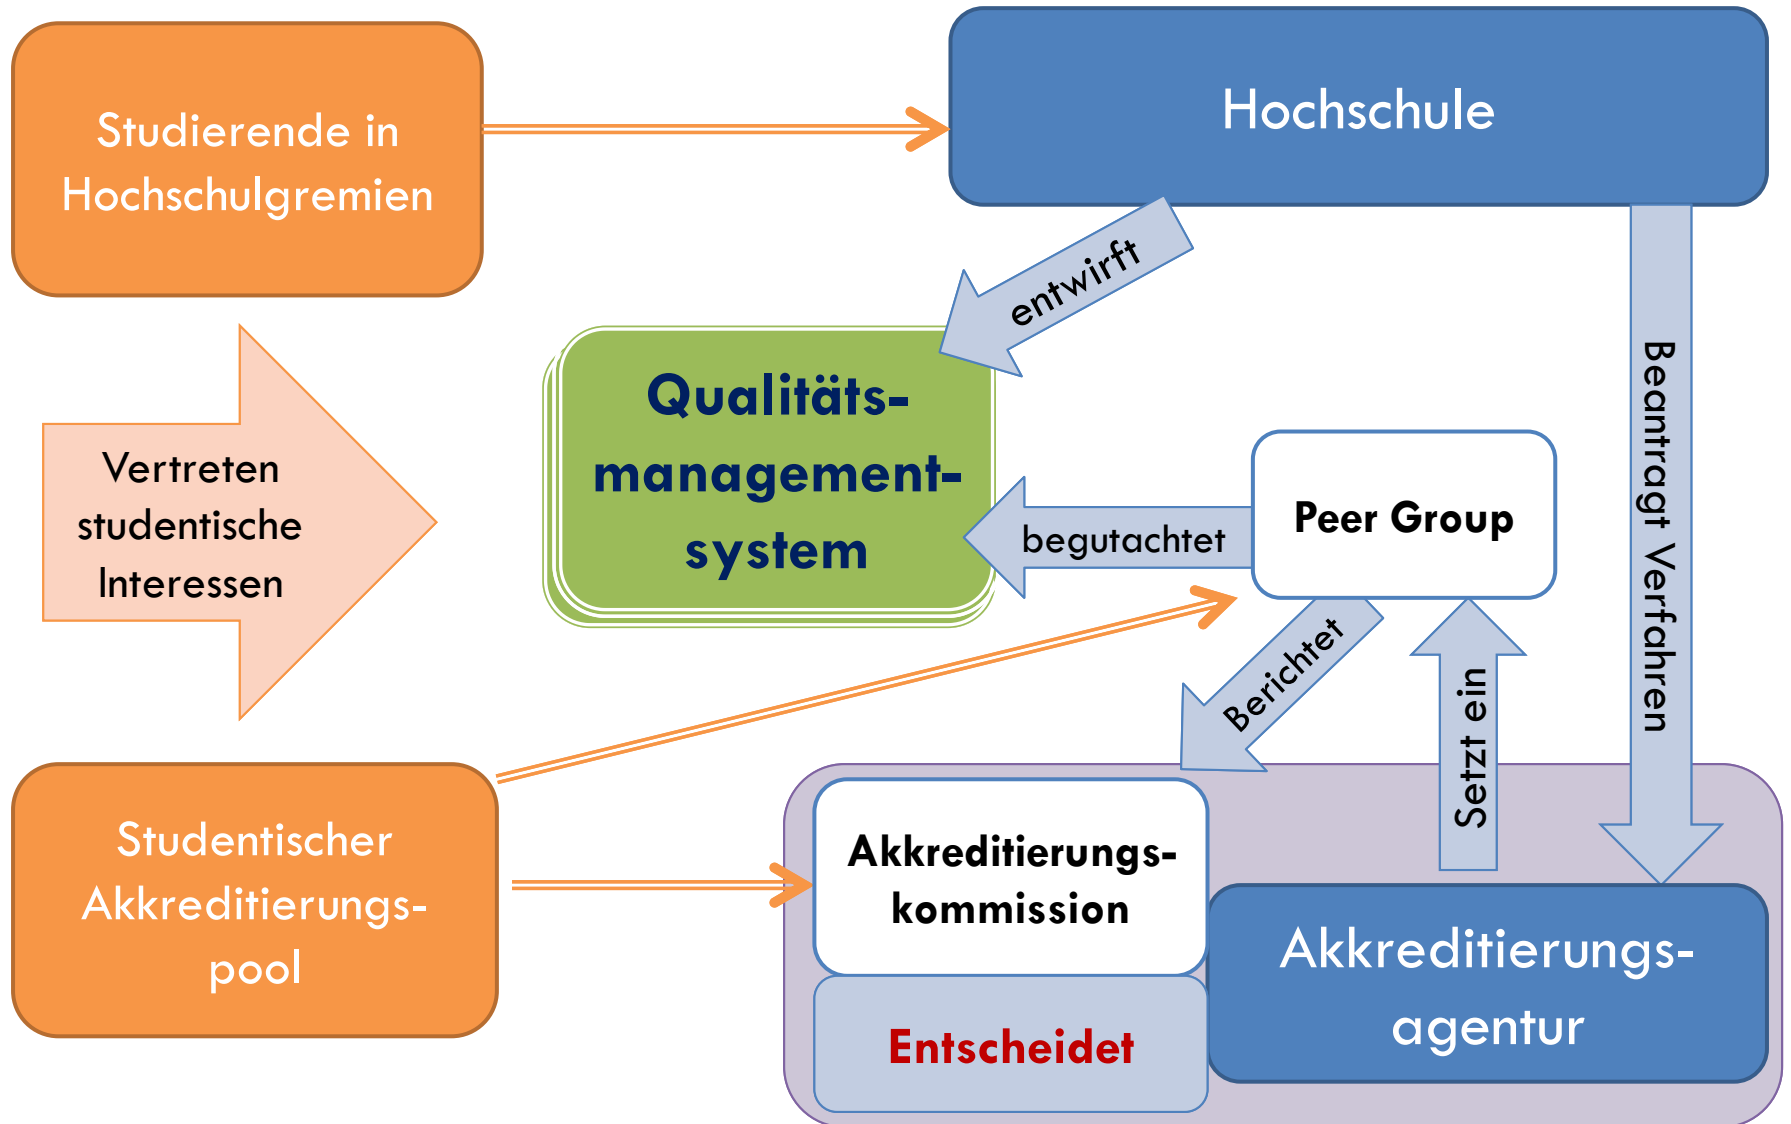 Studierende in
Hochschulgremien
Hochschule
entwirft
Vertreten
studentische
Interessen
Qualitäts-
management-
system
begutachtet
Peer Group
Beantragt Verfahren
Berichtet
Setzt ein
Studentischer
Akkreditierungs-
pool
Akkreditierungs-
kommission
Entscheidet
Akkreditierungs-
agentur